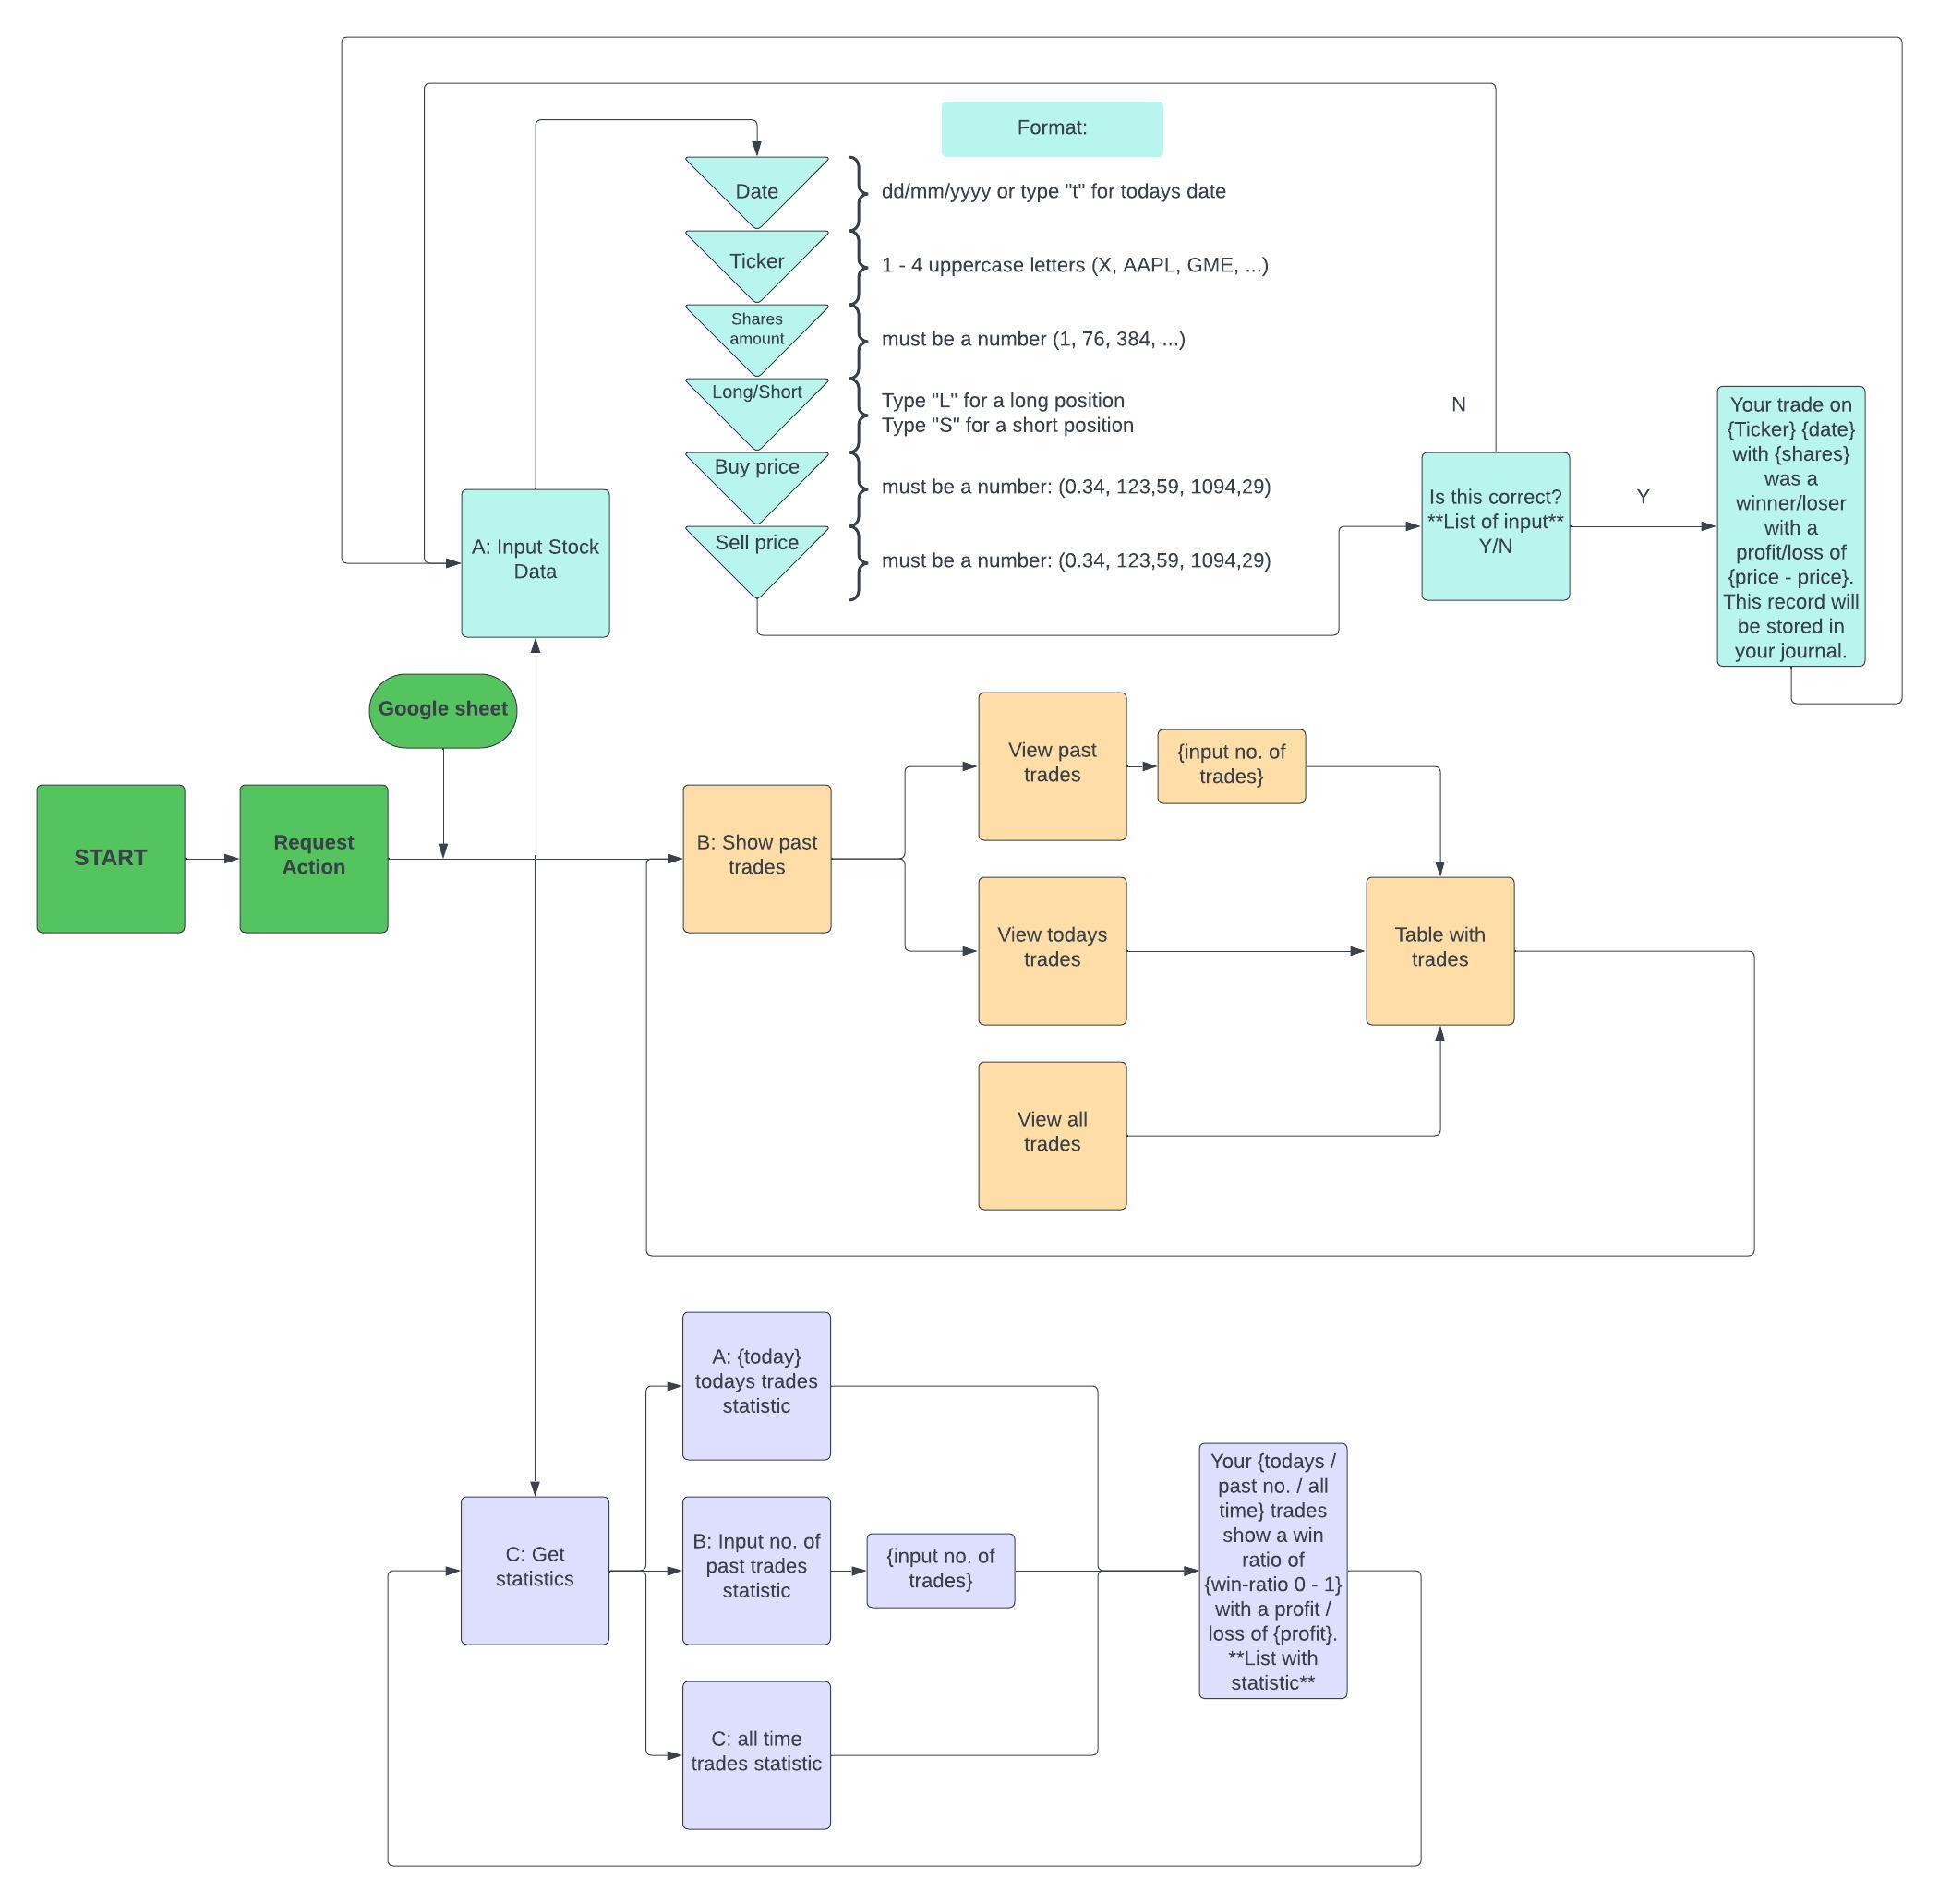 Format:
Date
dd/mm/yyyy or type "t" for todays date
Ticker
1 - 4 uppercase letters (X, AAPL, GME, ...)
Shares
amount
must be a number (1, 76, 384, ...)
Long/Short
Type "L" for a long position
Type "S" for a short position
Buy price
must be a number: (0.34, 123,59, 1094,29)
Sell price
must be a number: (0.34, 123,59, 1094,29)
A: Input Stock
Data
N
Is this correct?
**List of input**
Y/N
Y
Your trade on
{Ticker} {date}
with {shares}
was a
winner/loser
with a
profit/loss of
{price - price}.
This record will
be stored in
your journal.
Google sheet
START
Request
Action
B: Show past
trades
View past
trades
{input no. of
trades}
View todays
trades
Table with
trades
View all
trades
C: Get
statistics
A: {today}
todays trades
statistic
B: Input no. of
past trades
statistic
{input no. of
trades}
C: all time
trades statistic
Your {todays /
past no. / all
time} trades
show a win
ratio of
{win-ratio 0 - 1}
with a profit /
loss of {profit}.
**List with
statistic**